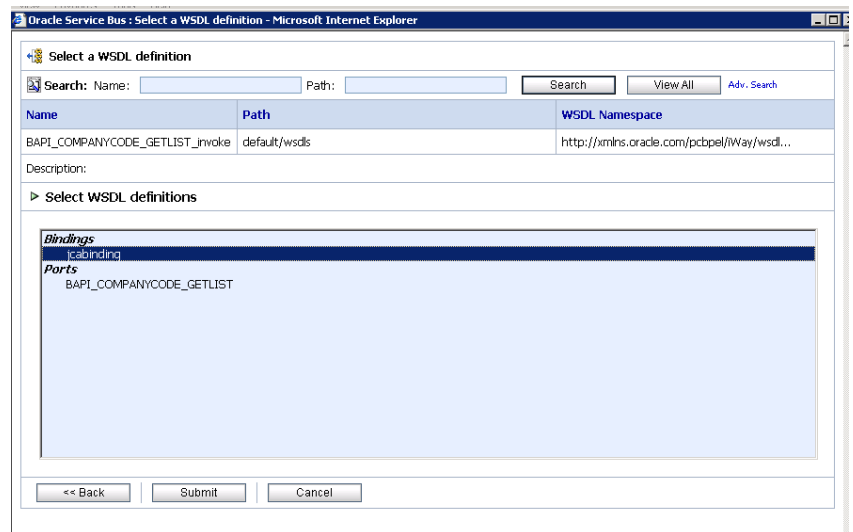 Oracle Service Bus : Select a WSDL definition - Microsoft Internet Explorer
Select a WSDL definition
Search: Name: Path: Search View All Adv. Search
Name Path WSDL Namespace
BAPI_COMPANYCODE_GETLIST_invoke default/wsdls http://xmlns.oracle.com/pcbpel/iWay/wsdl...
Description:
Select WSDL definitions
Bindings
jcabinding
Ports
BAPI_COMPANYCODE_GETLIST
<< Back Submit Cancel